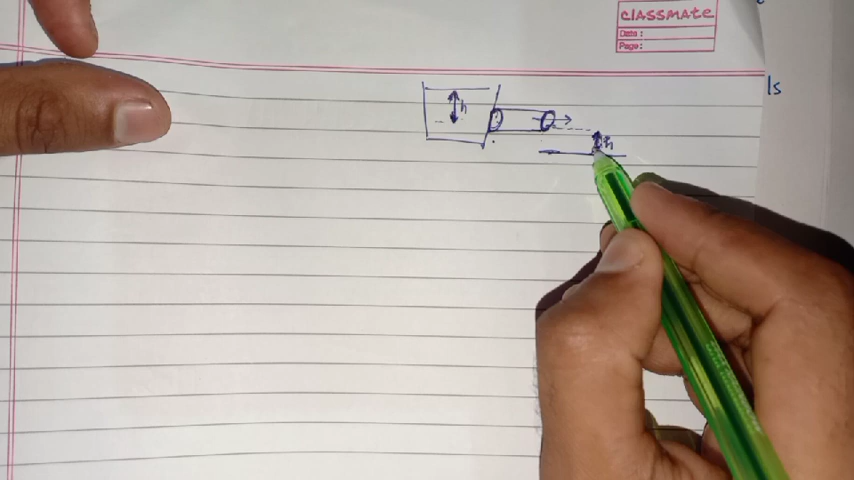 classmate
Date :
Page :
ls
h
h